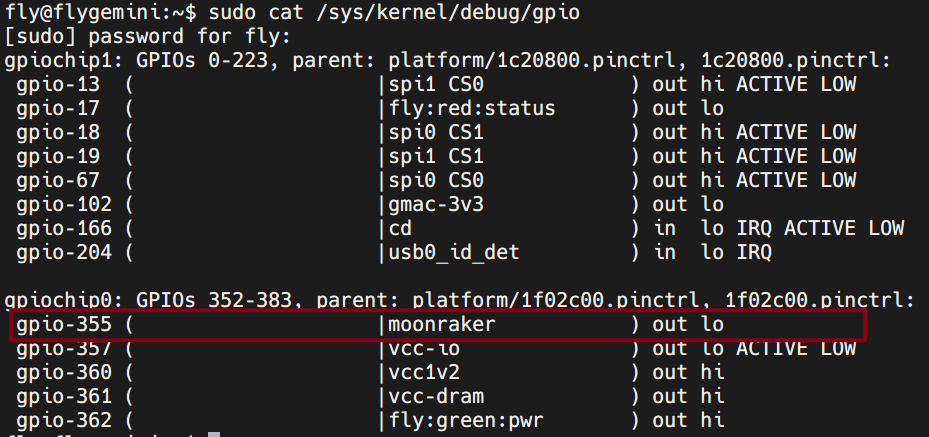 fly@flygemini:~$ sudo cat /sys/kernel/debug/gpio
[sudo] password for fly:
gpiochip1: GPIOs 0-223, parent: platform/1c20800.pinctrl, 1c20800.pinctrl:
 gpio-13  (                    |spi1 CS0            ) out hi ACTIVE LOW
 gpio-17  (                    |fly:red:status      ) out lo
 gpio-18  (                    |spi0 CS1            ) out hi ACTIVE LOW
 gpio-19  (                    |spi1 CS1            ) out hi ACTIVE LOW
 gpio-67  (                    |spi0 CS0            ) out hi ACTIVE LOW
 gpio-102 (                    |gmac-3v3            ) out lo
 gpio-166 (                    |cd                  ) in  lo IRQ ACTIVE LOW
 gpio-204 (                    |usb0_id_det         ) in  lo IRQ

gpiochip0: GPIOs 352-383, parent: platform/1f02c00.pinctrl, 1f02c00.pinctrl:
 gpio-355 (                    |moonraker           ) out lo
 gpio-357 (                    |vcc-io              ) out lo ACTIVE LOW
 gpio-360 (                    |vcc1v2              ) out hi
 gpio-361 (                    |vcc-dram            ) out hi
 gpio-362 (                    |fly:green:pwr       ) out hi